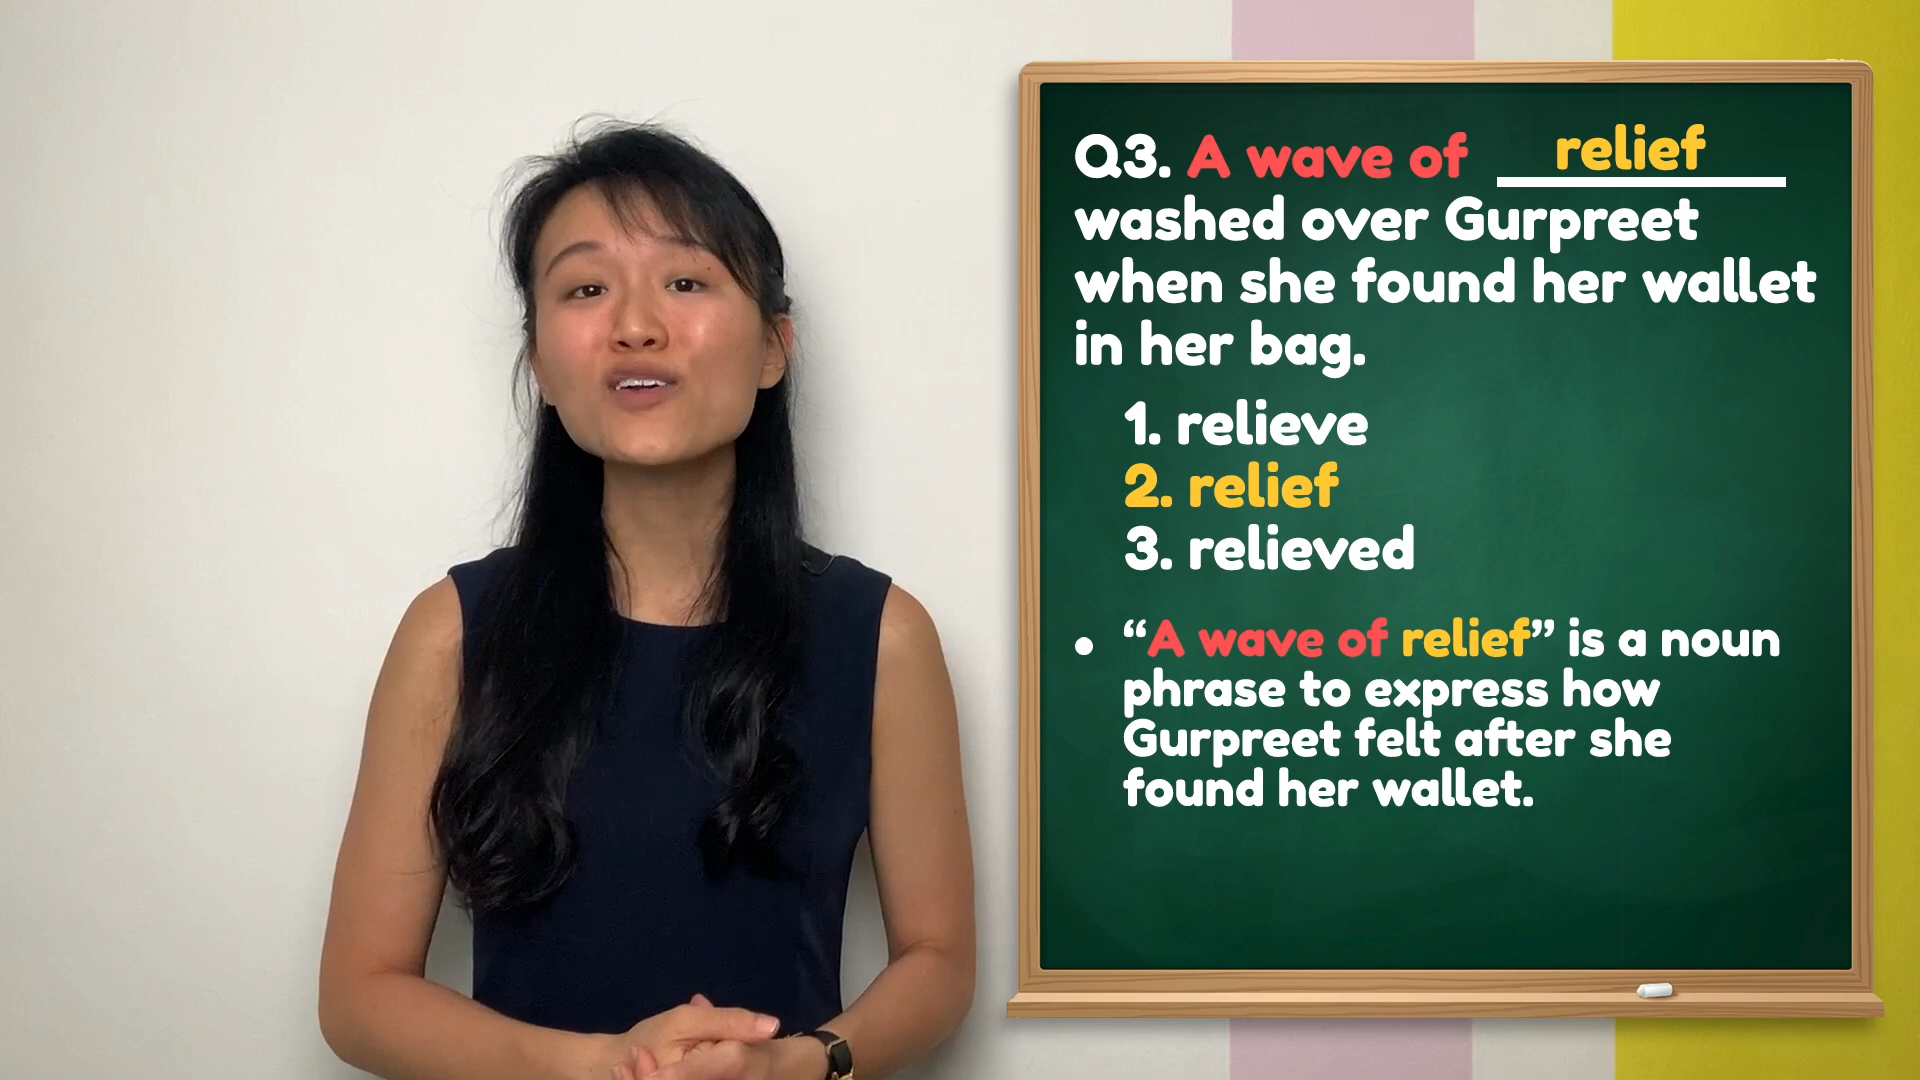 Q3. A wave of relief
washed over Gurpreet
when she found her wallet
in her bag.
1. relieve
2. relief
3. relieved
• “A wave of relief” is a noun
phrase to express how
Gurpreet felt after she
found her wallet.